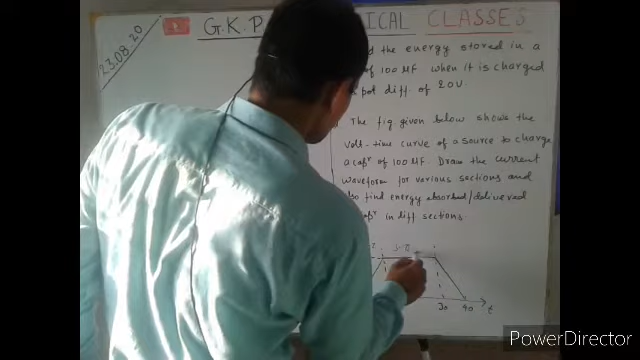 23.08.20
G.K.P ICAL CLASSES
d the energy stored in a
of 100 μF when it is charged
pot diff of 20V.
The fig. given below shows the
volt-time curve of a source to charge
a capr of 100 μF. Draw the current
waveform for various sections and
also find energy absorbed/delivered
capr in diff sections.
30 40 t
PowerDirector